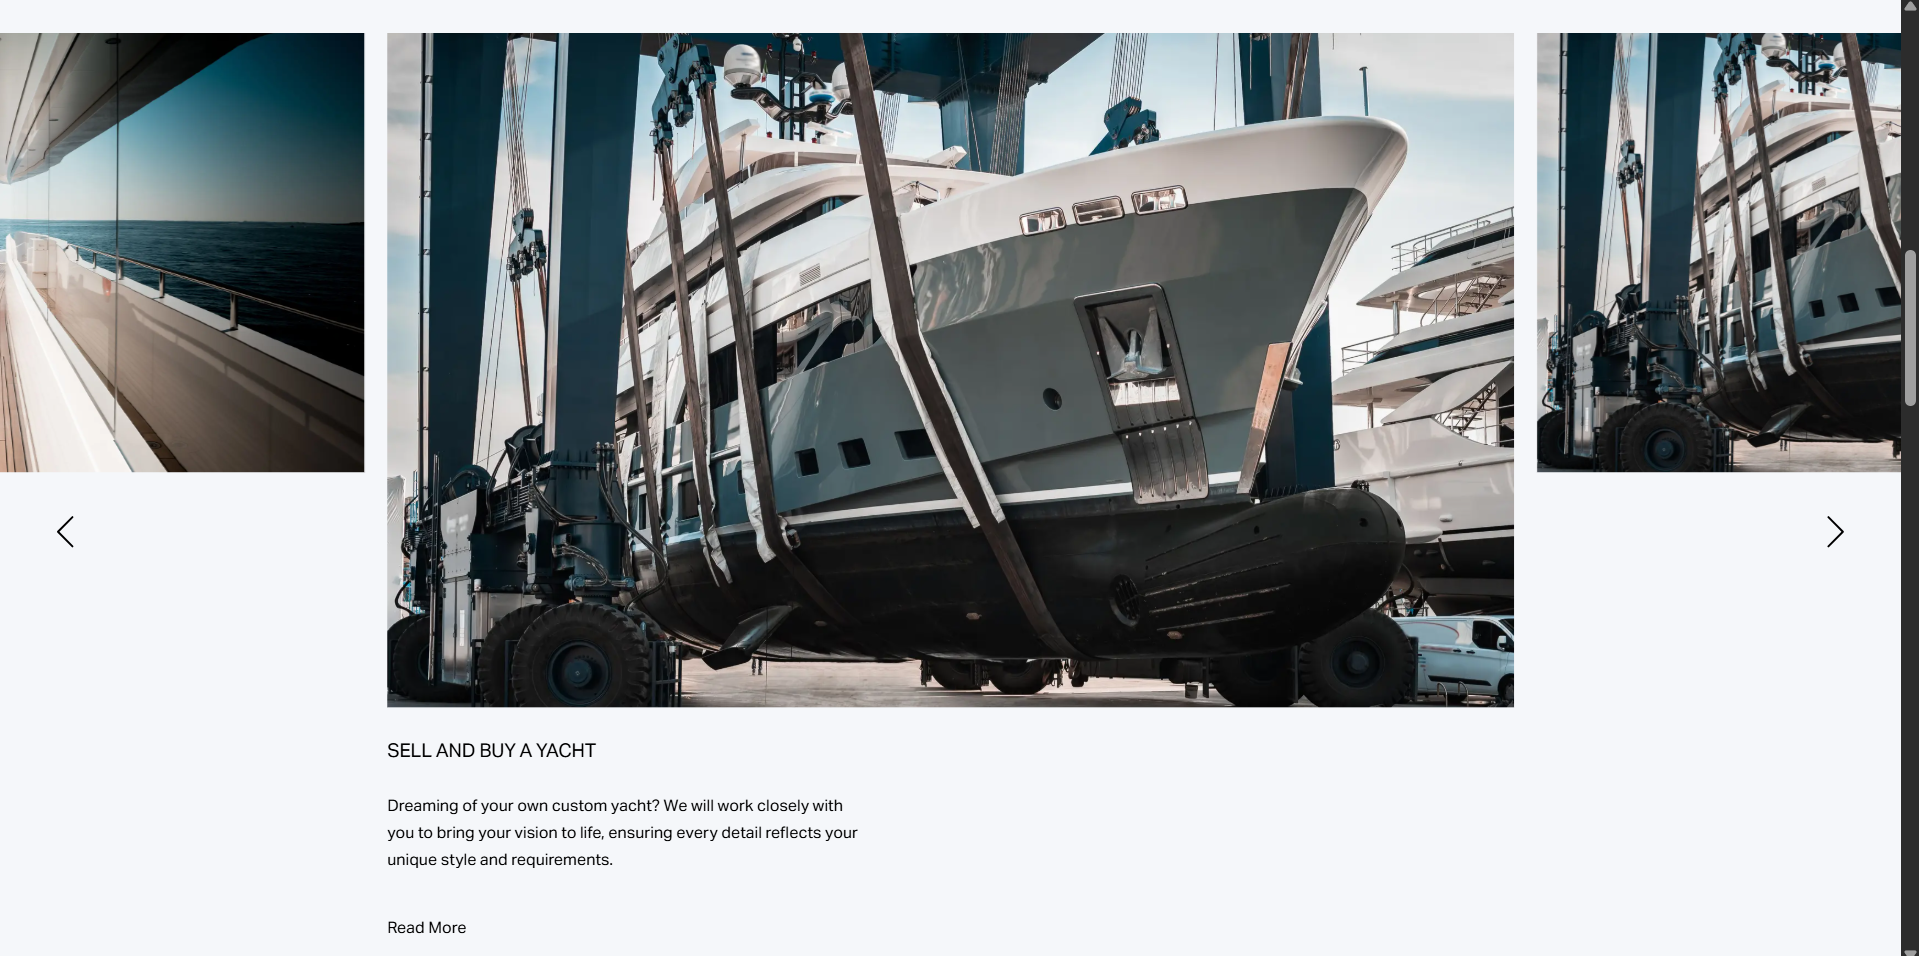 SELL AND BUY A YACHT
Dreaming of your own custom yacht? We will work closely with
you to bring your vision to life, ensuring every detail reflects your
unique style and requirements.
Read More